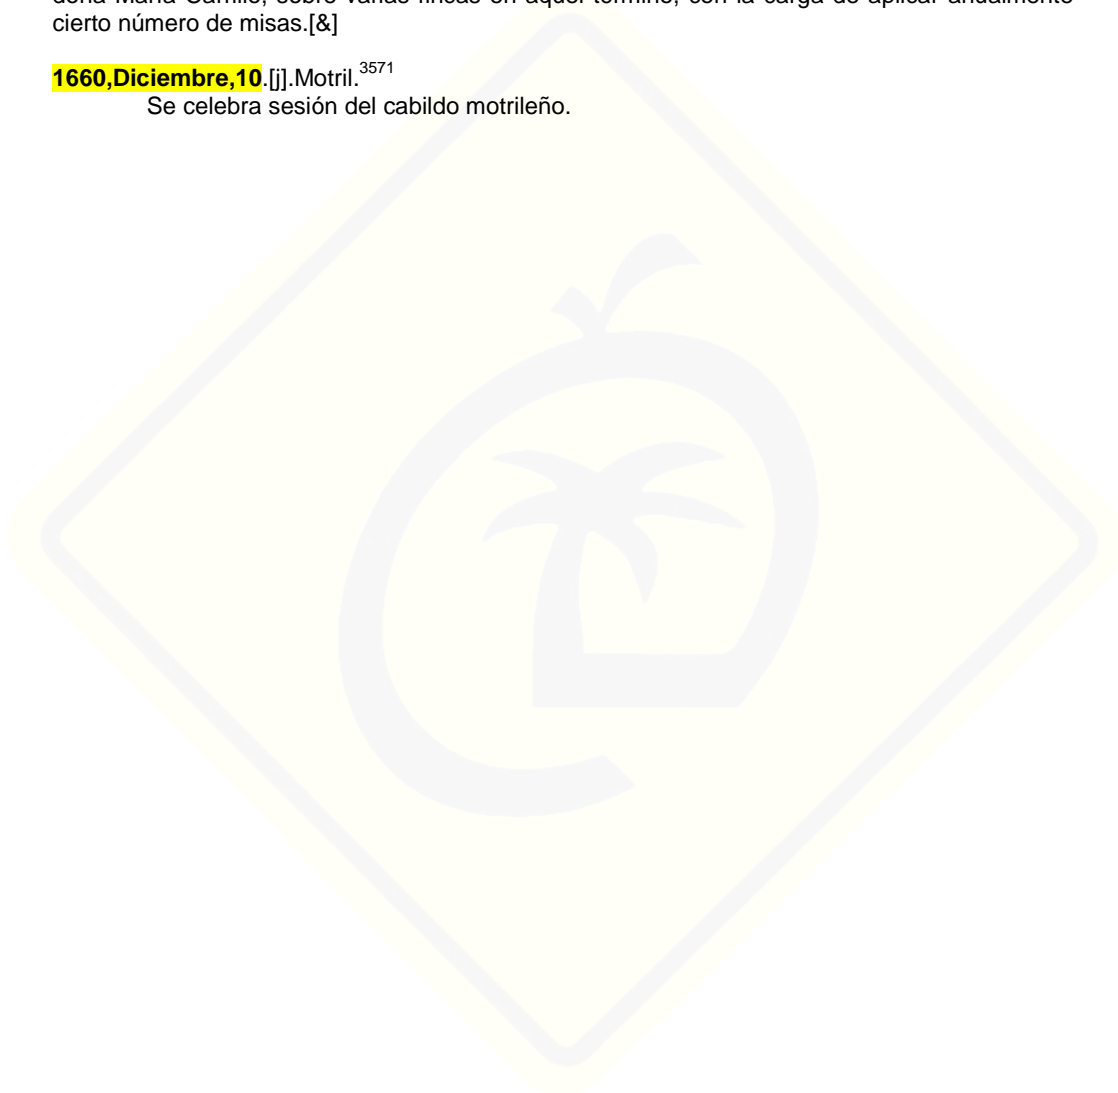 doña María Carrillo, sobre varias fincas en aquel término, con la carga de aplicar anualmente
cierto número de misas.[&]
1660,Diciembre,10.[j].Motril.3571
Se celebra sesión del cabildo motrileño.